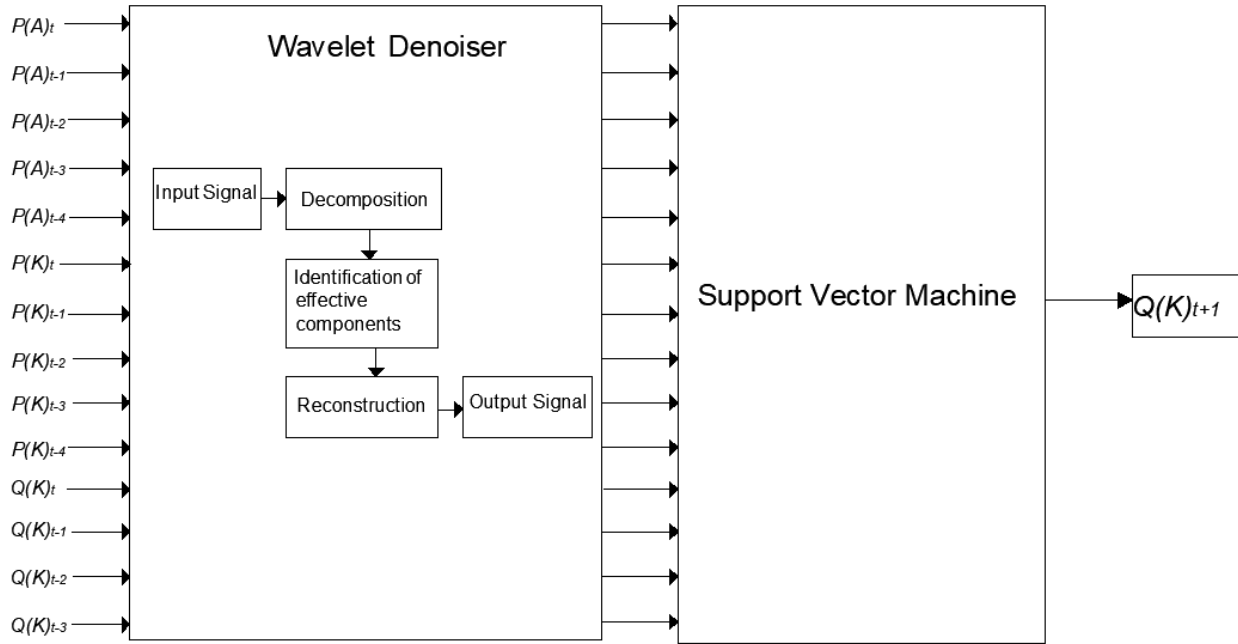 P(A)t
P(A)t-1
P(A)t-2
P(A)t-3
P(A)t-4
P(K)t
P(K)t-1
P(K)t-2
P(K)t-3
P(K)t-4
Q(K)t
Q(K)t-1
Q(K)t-2
Q(K)t-3
Wavelet Denoiser
Input Signal
Decomposition
Identification of
effective
components
Reconstruction
Output Signal
Support Vector Machine
Q(K)t+1